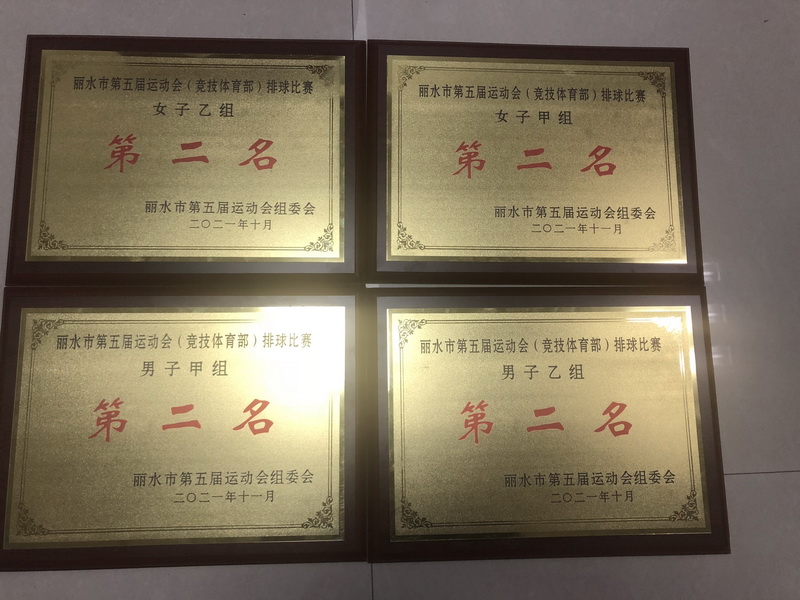 丽水市第五届运动会（竞技体育部）排球比赛
女子乙组
第二名
丽水市第五届运动会组委会
二〇二一年十月
丽水市第五届运动会（竞技体育部）排球比赛
女子甲组
第二名
丽水市第五届运动会组委会
二〇二一年十一月
丽水市第五届运动会（竞技体育部）排球比赛
男子甲组
第二名
丽水市第五届运动会组委会
二〇二一年十一月
丽水市第五届运动会（竞技体育部）排球比赛
男子乙组
第二名
丽水市第五届运动会组委会
二〇二一年十月